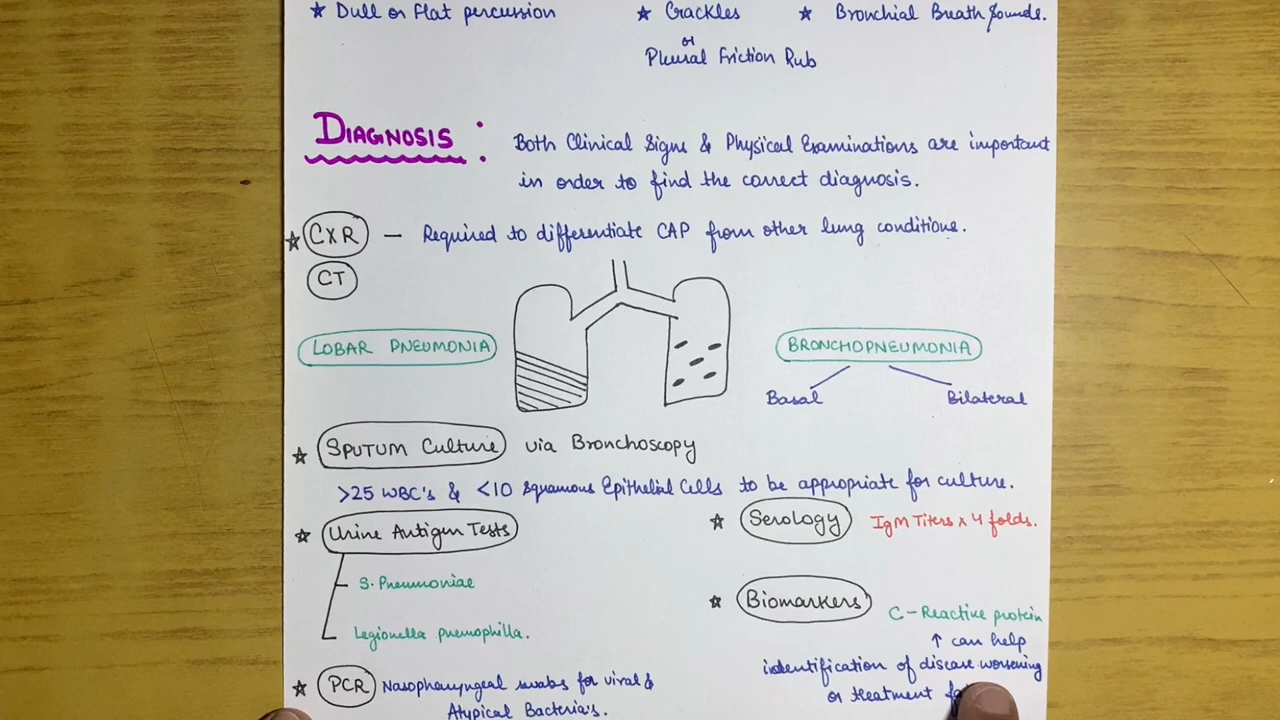 ★ Dull or Flat percussion ★ Crackles ★ Bronchial Breath Sounds.
or
Pleural Friction Rub
DIAGNOSIS :
Both Clinical Signs & Physical Examinations are important
in order to find the correct diagnosis.
★ CXR — Required to differentiate CAP from other lung conditions.
CT
LOBAR PNEUMONIA
BRONCHOPNEUMONIA
Basal Bilateral
★ SPUTUM Culture via Bronchoscopy
>25 WBC's & <10 Squamous Epithelial Cells to be appropriate for culture.
★ Urine Antigen Tests
S. Pneumoniae
Legionella pnemophilla.
★ PCR Nasopharyngeal swabs for viral &
Atypical Bacteria's.
★ Serology IgM Titers x 4 folds.
★ Biomarkers C-Reactive protein
↑ can help
identification of disease worsening
or treatment